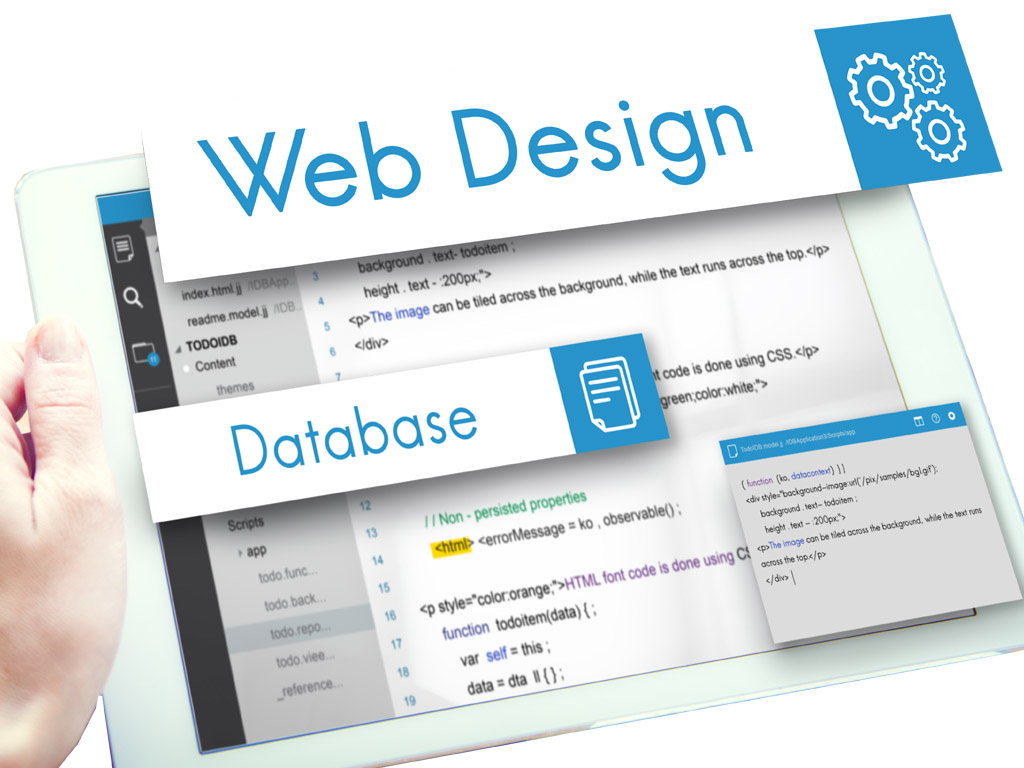 Web Design
index.html.jj /IDBApp...
readme.model.jj /IDB...
TODOIDB
Content
themes
3 background . text- todoitem ;
4 height . text - :200px;">
5 <p>The image can be tiled across the background, while the text runs across the top.</p>
6 </div>
7
Database
nt code is done using CSS.</p>
green;color:white;">
TodoIDB.model.jj /IDBApplication3/Scripts/app
{ function (ko, datacontext) } ] }
<div style="background-image:url('/pix/samples/bg1.gif');
background . text- todoitem ;
height . text - :200px;">
<p>The image can be tiled across the background, while the text runs
across the top.</p>
</div>
Scripts
app
todo.func...
todo.back...
todo.repo...
todo.viee...
_reference...
12 // Non - persisted properties
13 <html> <errorMessage = ko , observable() ;
14
15 <p style="color:orange;">HTML font code is done using CS
16 function todoitem(data) { ;
17 var self = this ;
18 data = dta II { } ;
19